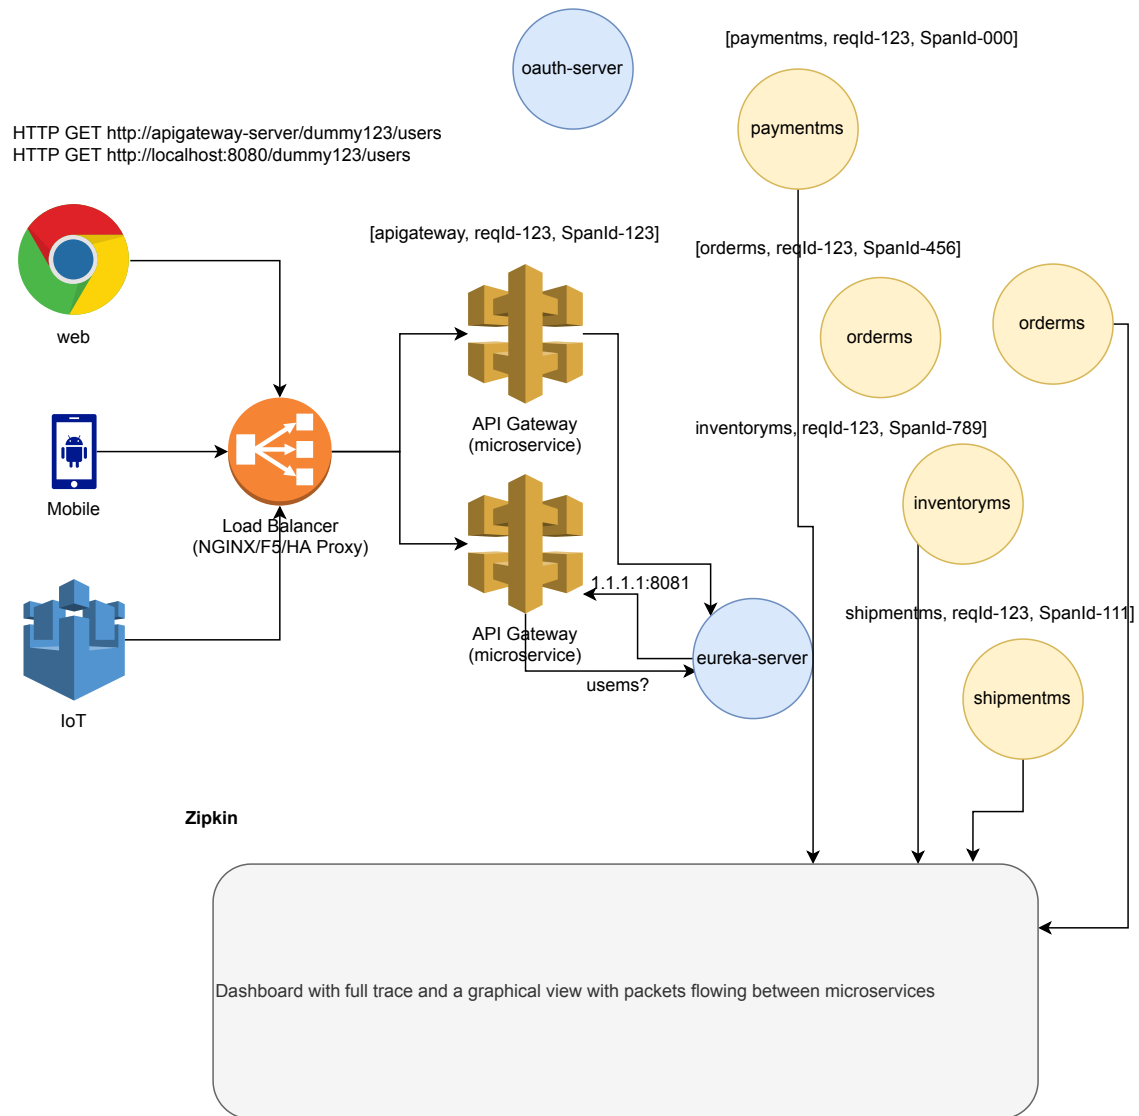 oauth-server
[paymentms, reqId-123, SpanId-000]
paymentms
HTTP GET http://apigateway-server/dummy123/users
HTTP GET http://localhost:8080/dummy123/users
web
[apigateway, reqId-123, SpanId-123]
[orderms, reqId-123, SpanId-456]
orderms
orderms
API Gateway
(microservice)
inventoryms, reqId-123, SpanId-789]
inventoryms
Mobile
Load Balancer
(NGINX/F5/HA Proxy)
1.1.1.1:8081
API Gateway
(microservice)
usems?
eureka-server
shipmentms, reqId-123, SpanId-111]
shipmentms
IoT
Zipkin
Dashboard with full trace and a graphical view with packets flowing between microservices